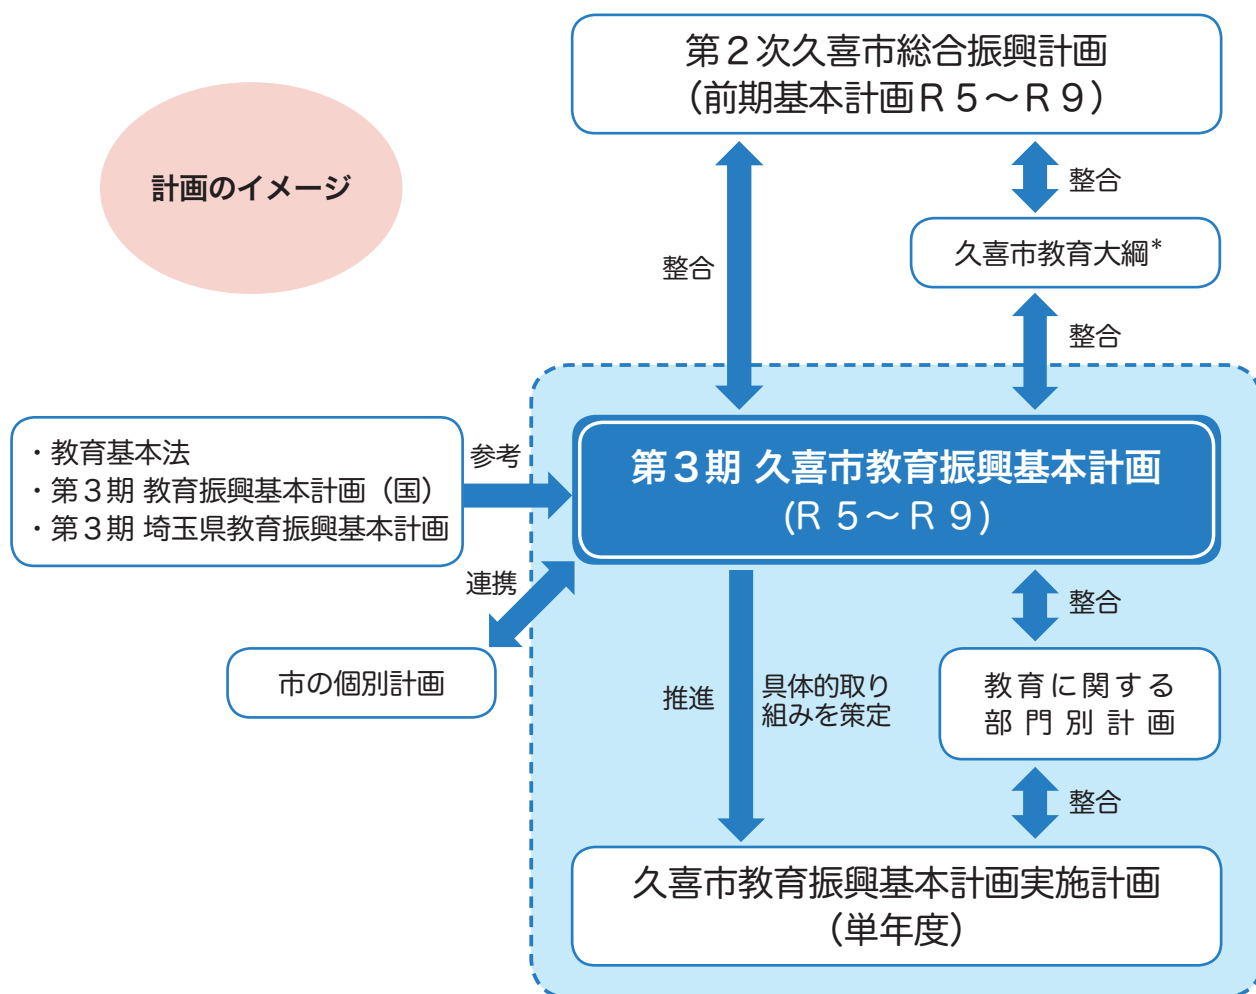 第２次久喜市総合振興計画
（前期基本計画Ｒ５～Ｒ９）
計画のイメージ
整合
整合
久喜市教育大綱*
整合
・教育基本法
・第３期 教育振興基本計画（国）
・第３期 埼玉県教育振興基本計画
参考
第３期 久喜市教育振興基本計画
(Ｒ５～Ｒ９)
連携
市の個別計画
整合
推進
具体的取り
組みを策定
教育に関する
部門別計画
整合
久喜市教育振興基本計画実施計画
（単年度）